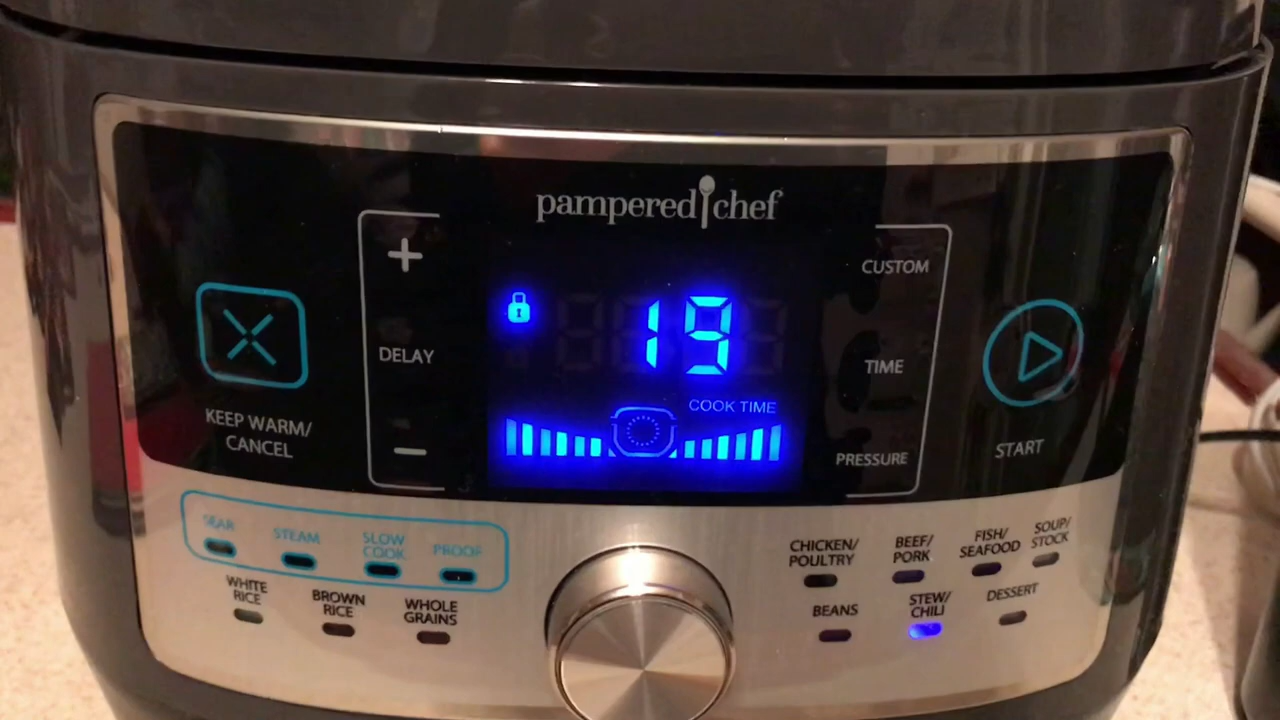 pampered chef
+
DELAY
−
19
COOK TIME
CUSTOM
TIME
PRESSURE
KEEP WARM/
CANCEL
START
SEAR
STEAM
SLOW
COOK
PROOF
WHITE
RICE
BROWN
RICE
WHOLE
GRAINS
CHICKEN/
POULTRY
BEEF/
PORK
FISH/
SEAFOOD
SOUP/
STOCK
BEANS
STEW/
CHILI
DESSERT